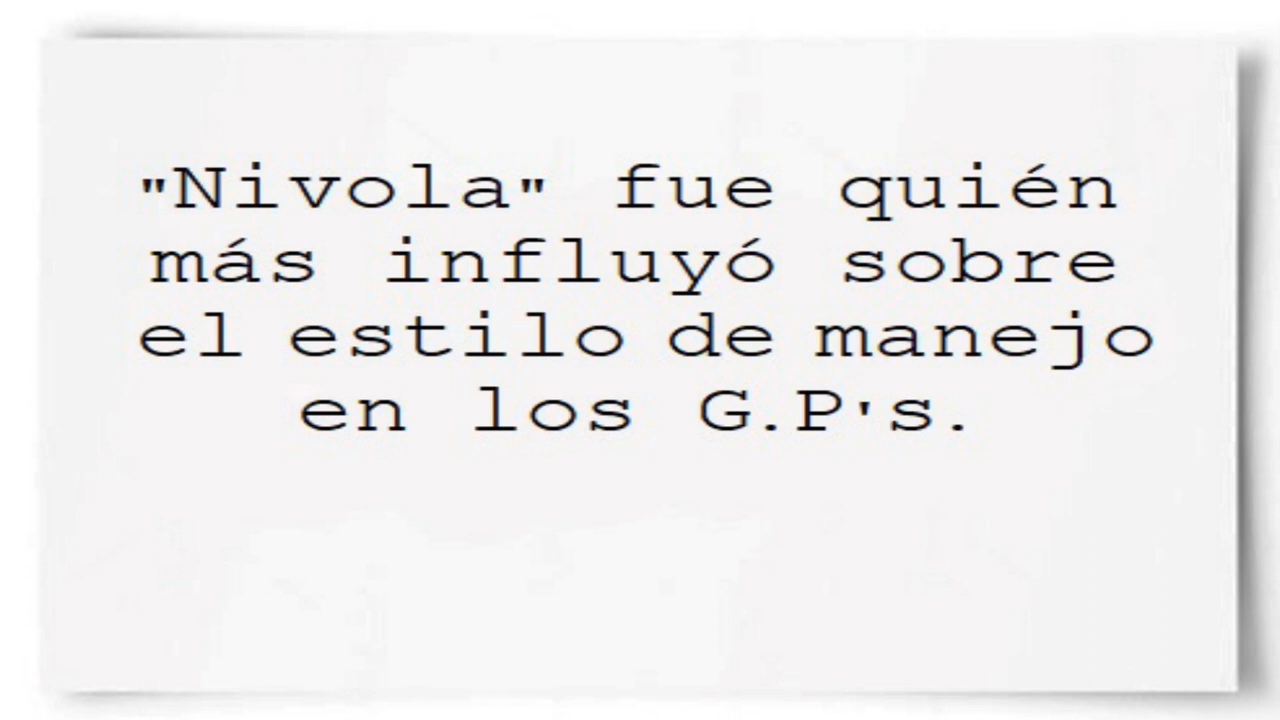 "Nivola" fue quién
más influyó sobre
el estilo de manejo
en los G.P's.